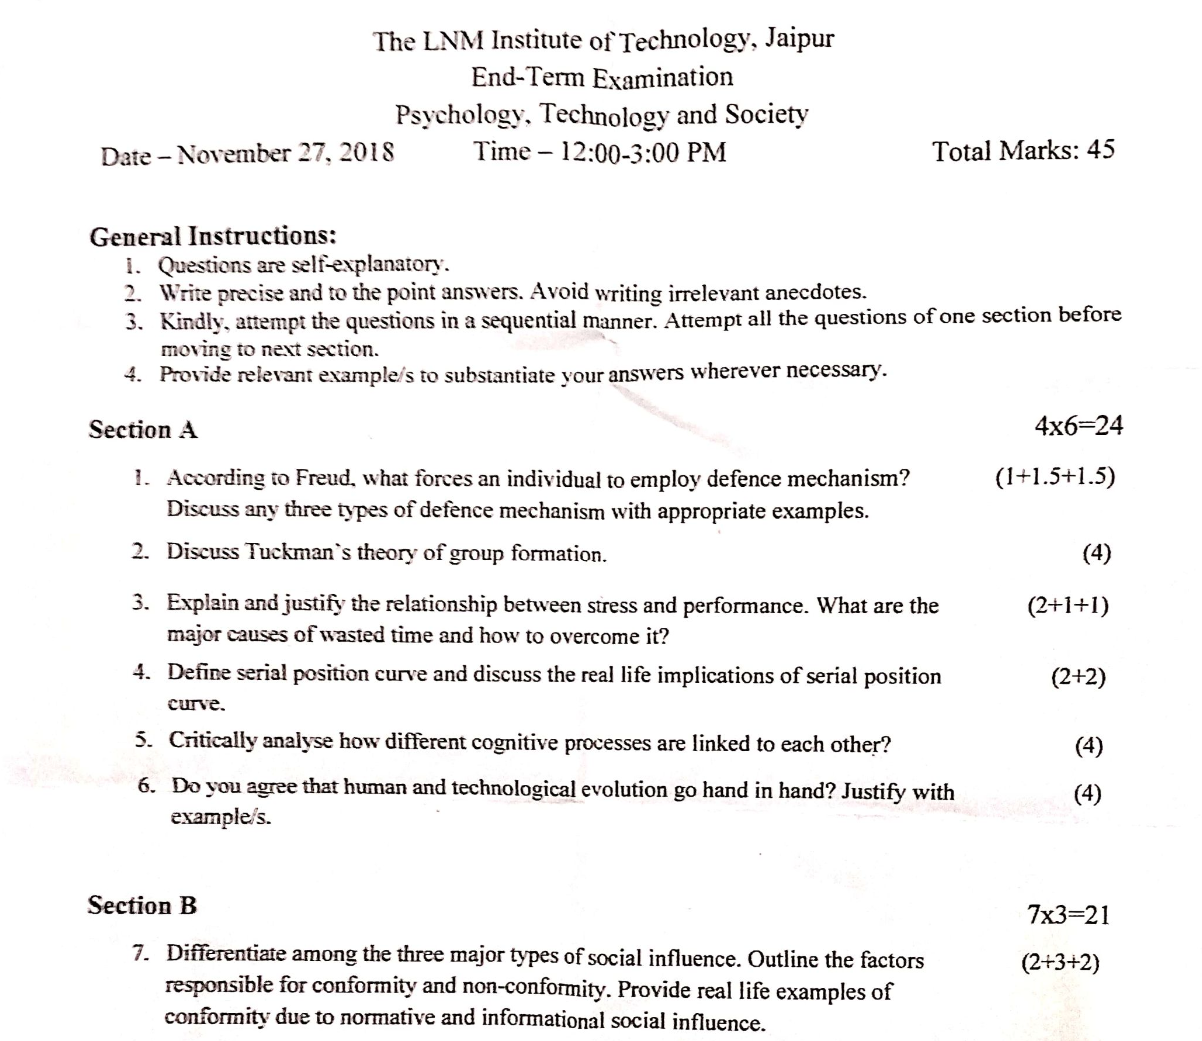 The LNM Institute of Technology, Jaipur
End-Term Examination
Psychology, Technology and Society
Date – November 27, 2018 Time – 12:00-3:00 PM Total Marks: 45
General Instructions:
1. Questions are self-explanatory.
2. Write precise and to the point answers. Avoid writing irrelevant anecdotes.
3. Kindly, attempt the questions in a sequential manner. Attempt all the questions of one section before
moving to next section.
4. Provide relevant example/s to substantiate your answers wherever necessary.
Section A 4x6=24
1. According to Freud, what forces an individual to employ defence mechanism? (1+1.5+1.5)
Discuss any three types of defence mechanism with appropriate examples.
2. Discuss Tuckman`s theory of group formation. (4)
3. Explain and justify the relationship between stress and performance. What are the (2+1+1)
major causes of wasted time and how to overcome it?
4. Define serial position curve and discuss the real life implications of serial position (2+2)
curve.
5. Critically analyse how different cognitive processes are linked to each other? (4)
6. Do you agree that human and technological evolution go hand in hand? Justify with (4)
example/s.
Section B 7x3=21
7. Differentiate among the three major types of social influence. Outline the factors (2+3+2)
responsible for conformity and non-conformity. Provide real life examples of
conformity due to normative and informational social influence.